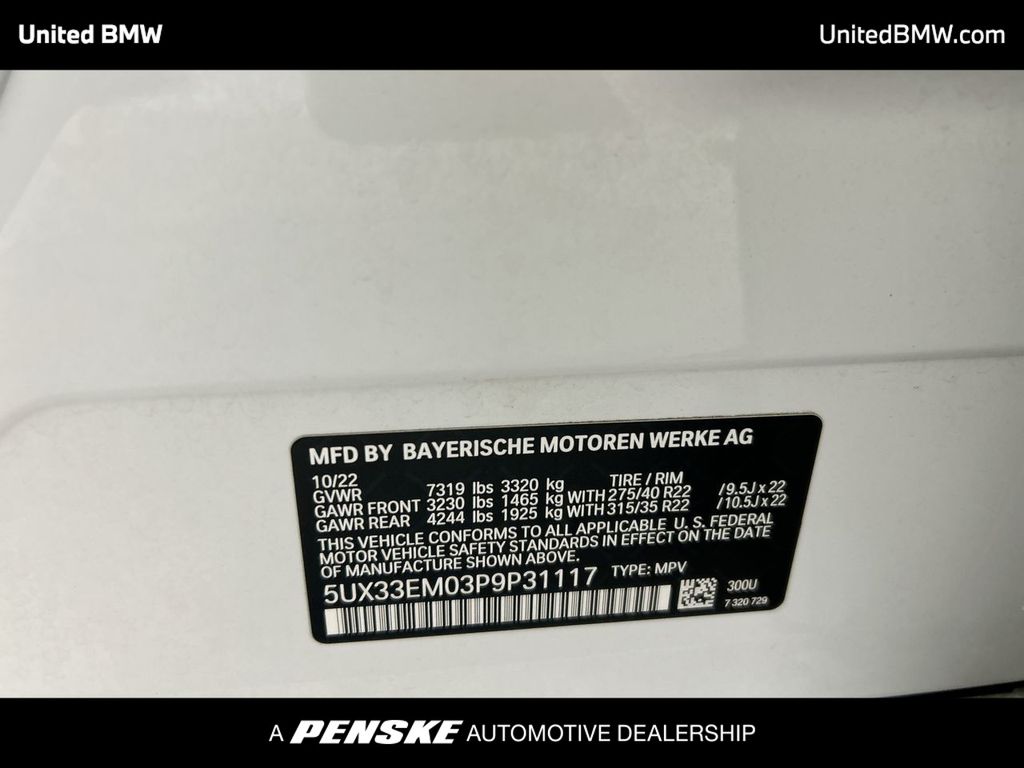 United BMW
UnitedBMW.com
MFD BY BAYERISCHE MOTOREN WERKE AG
10/22 TIRE / RIM
GVWR 7319 lbs 3320 kg
GAWR FRONT 3230 lbs 1465 kg WITH 275/40 R22 / 9.5J x 22
GAWR REAR 4244 lbs 1925 kg WITH 315/35 R22 / 10.5J x 22
THIS VEHICLE CONFORMS TO ALL APPLICABLE U. S. FEDERAL
MOTOR VEHICLE SAFETY STANDARDS IN EFFECT ON THE DATE
OF MANUFACTURE SHOWN ABOVE.
5UX33EM03P9P31117 TYPE: MPV
300U
7 320 729
A PENSKE AUTOMOTIVE DEALERSHIP